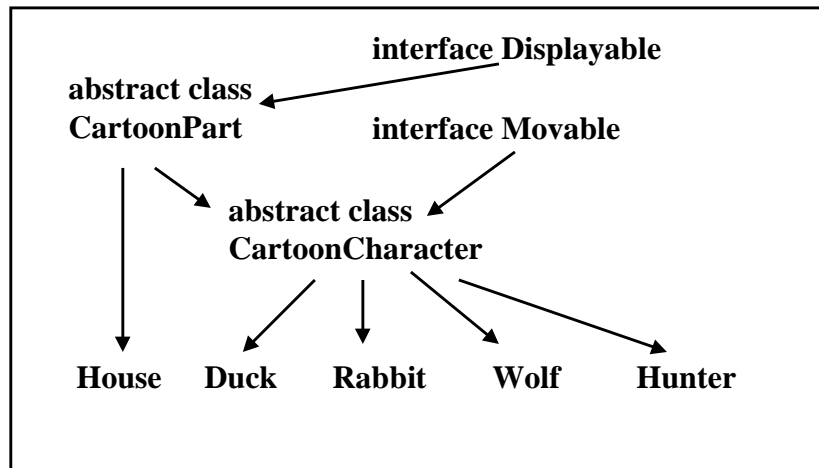 interface Displayable
abstract class
CartoonPart
interface Movable
abstract class
CartoonCharacter
House Duck Rabbit Wolf Hunter